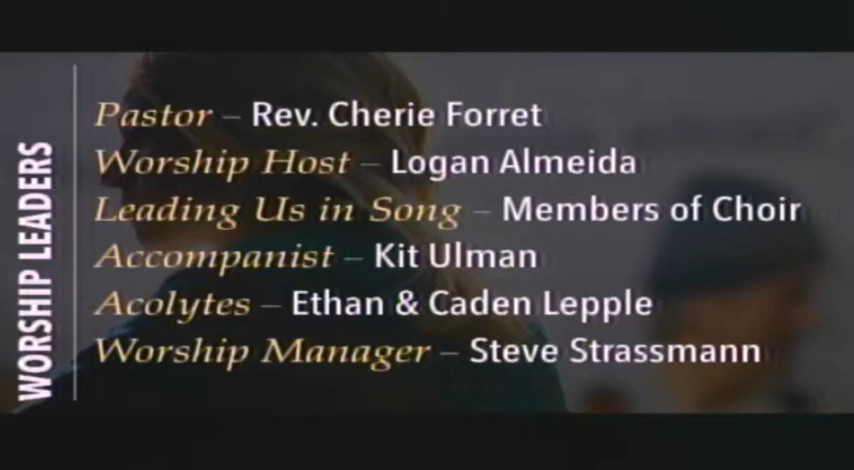 WORSHIP LEADERS
Pastor – Rev. Cherie Forret
Worship Host – Logan Almeida
Leading Us in Song – Members of Choir
Accompanist – Kit Ulman
Acolytes – Ethan & Caden Lepple
Worship Manager – Steve Strassmann